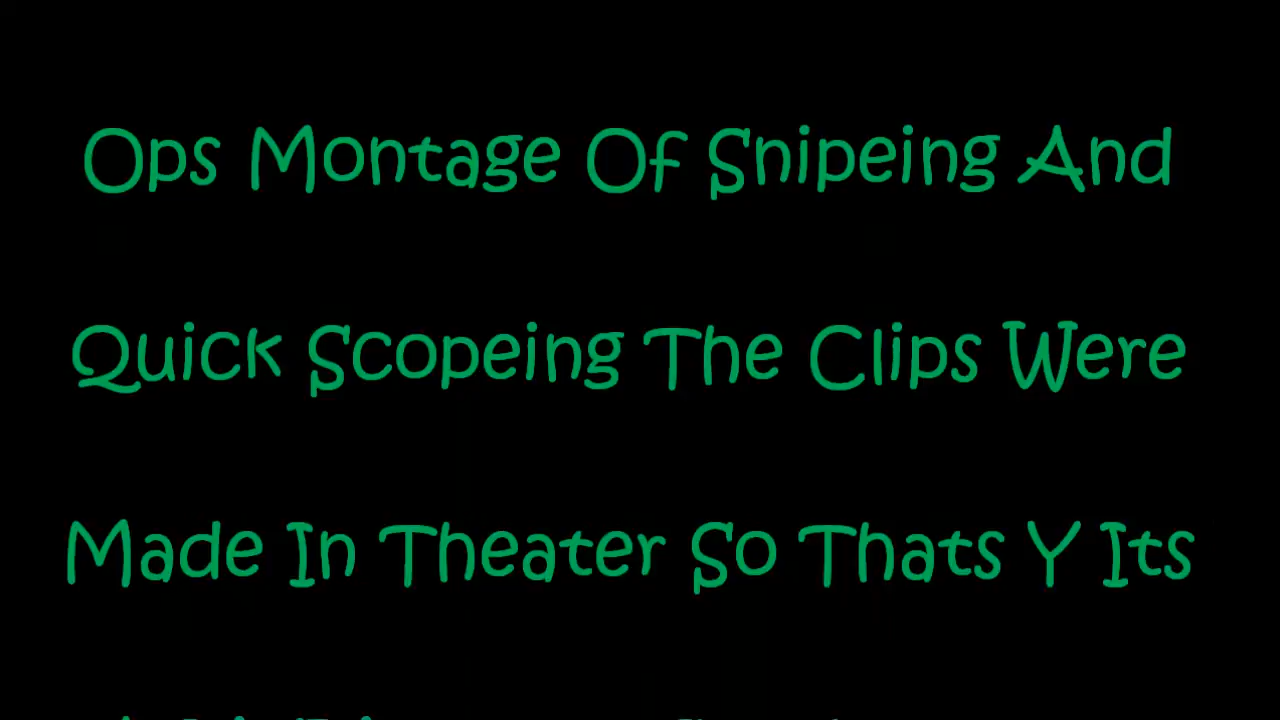 Ops Montage Of Snipeing And
Quick Scopeing The Clips Were
Made In Theater So Thats Y Its